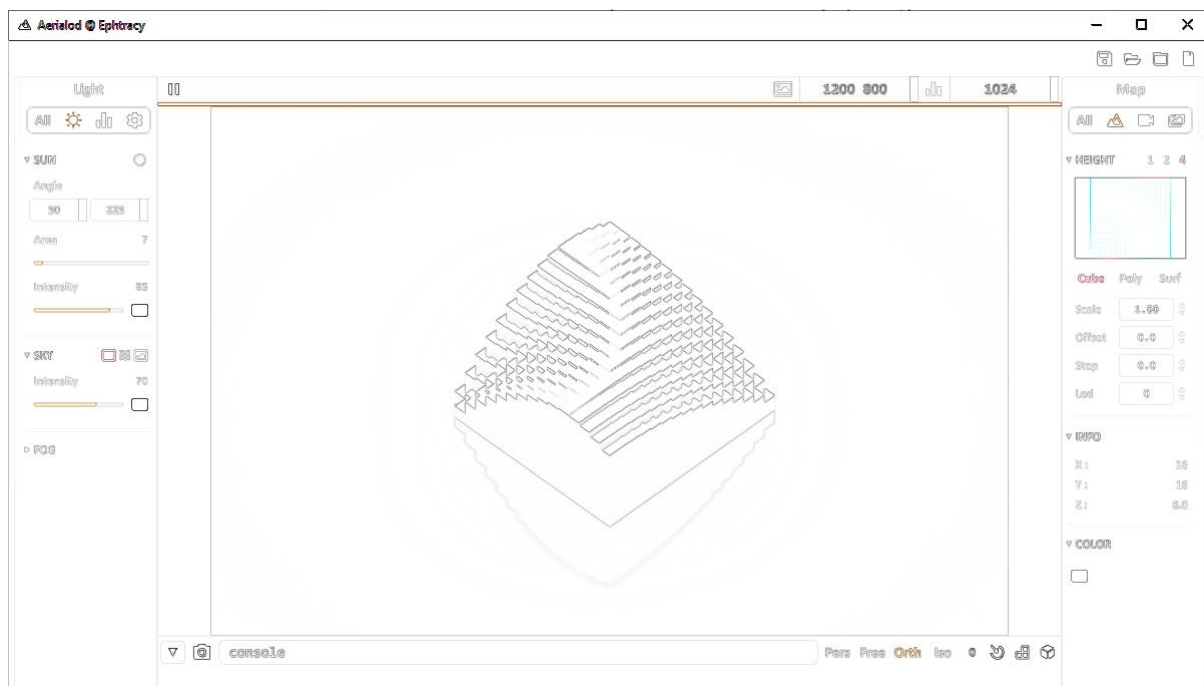 Aerialod @ Ephtracy
Light
1200 800
1024
Map
All
All
SUN
HEIGHT 1 2 4
Angle
30 225
Area 7
Cube Poly Surf
Intensity 85
Scale 1.00
Offset 0.0
SKY
Step 0.0
Intensity 70
Lod 0
INFO
FOG
X: 16
Y: 16
Z: 8.0
COLOR
console
Pers Free Orth Iso 0